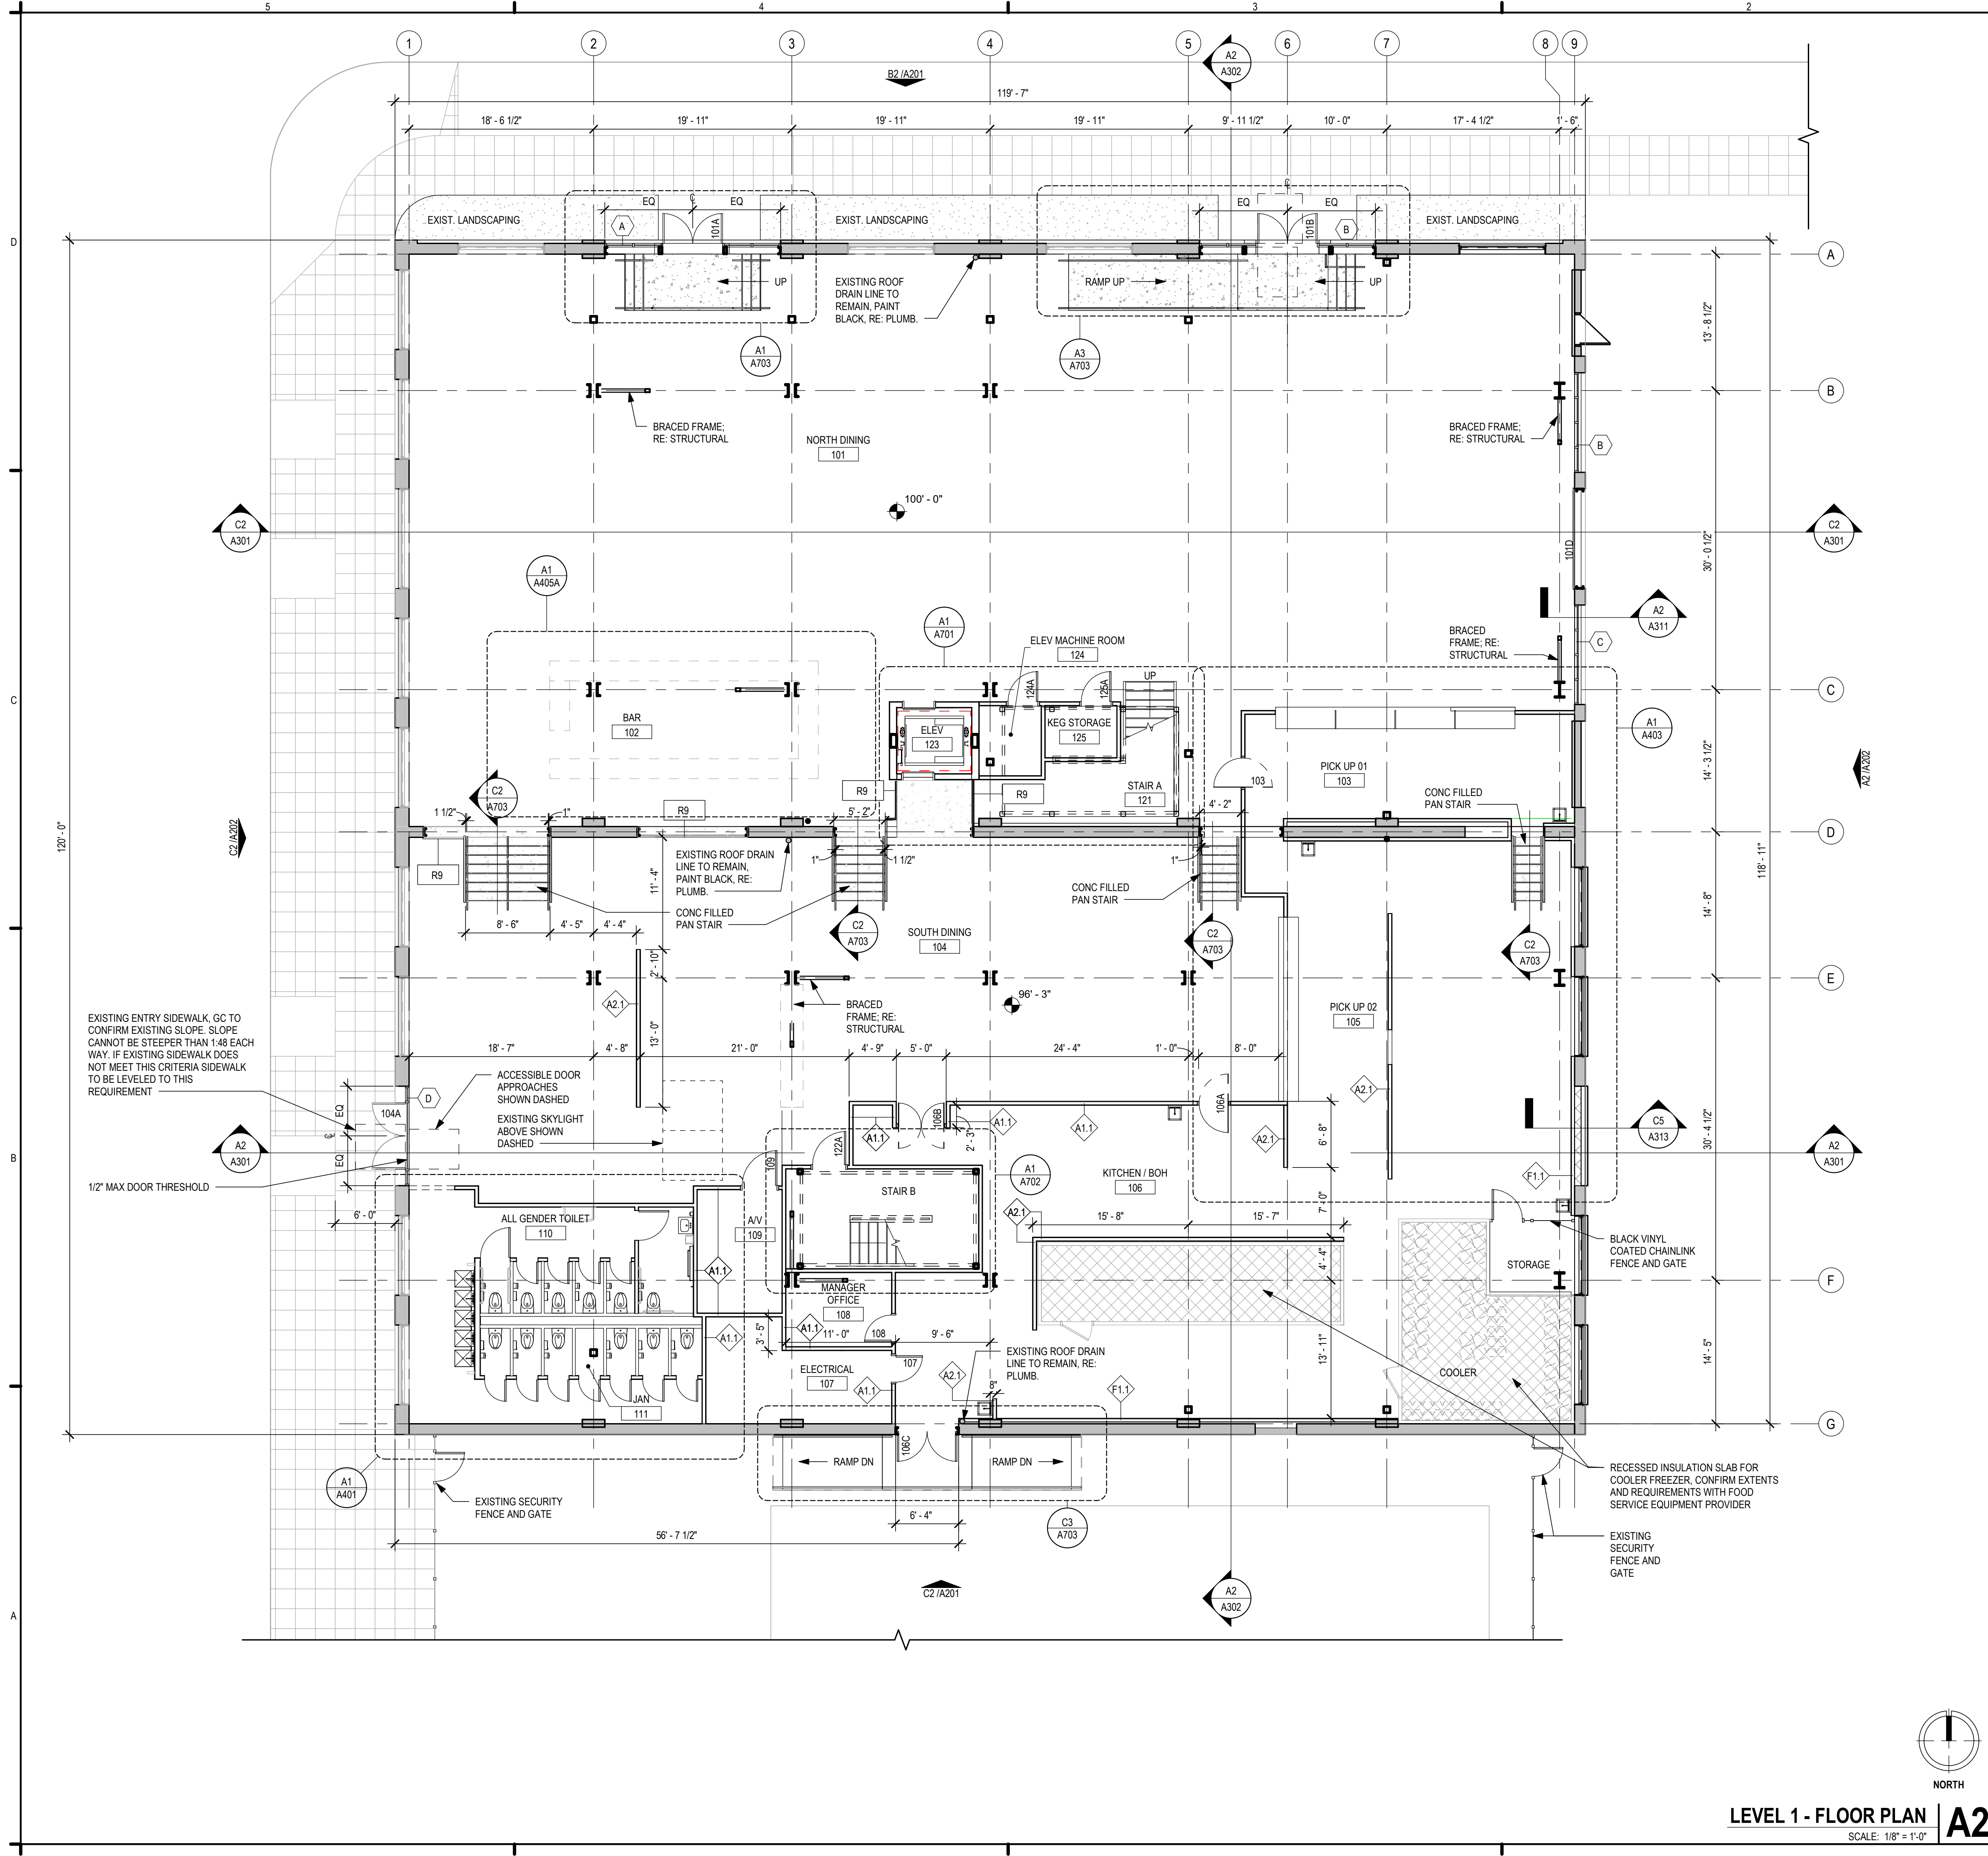 5
4
3
2
1
2
3
4
5
6
7
8
9
A2
A302
B2 /A201
119' - 7"
18' - 6 1/2"
19' - 11"
19' - 11"
19' - 11"
9' - 11 1/2"
10' - 0"
17' - 4 1/2"
1' - 6"
EQ
℄
EQ
EQ
℄
EQ
EXIST. LANDSCAPING
A
101A
EXIST. LANDSCAPING
101B
B
EXIST. LANDSCAPING
D
A
UP
EXISTING ROOF
DRAIN LINE TO
REMAIN, PAINT
BLACK, RE: PLUMB.
RAMP UP
UP
13' - 8 1/2"
A1
A703
A3
A703
B
BRACED FRAME;
RE: STRUCTURAL
NORTH DINING
101
BRACED FRAME;
RE: STRUCTURAL
B
100' - 0"
C2
A301
C2
A301
101D
30' - 0 1/2"
A1
A405A
A1
A701
A2
A311
ELEV MACHINE ROOM
124
BRACED
FRAME; RE:
STRUCTURAL
C
C
C
UP
124A
125A
BAR
102
ELEV
123
KEG STORAGE
125
A1
A403
14' - 3 1/2"
PICK UP 01
103
103
A2 /A202
STAIR A
121
C2
A703
R9
R9
R9
CONC FILLED
PAN STAIR
1 1/2"
1"
5' - 2"
4' - 2"
120' - 0"
C2 /A202
D
R9
EXISTING ROOF DRAIN
LINE TO REMAIN,
PAINT BLACK, RE:
PLUMB.
1"
1 1/2"
1"
118' - 11"
11' - 4"
CONC FILLED
PAN STAIR
CONC FILLED
PAN STAIR
14' - 8"
8' - 6"
4' - 5"
4' - 4"
C2
A703
SOUTH DINING
104
C2
A703
C2
A703
2' - 10"
E
A2.1
96' - 3"
BRACED
FRAME; RE:
STRUCTURAL
PICK UP 02
105
EXISTING ENTRY SIDEWALK, GC TO
CONFIRM EXISTING SLOPE. SLOPE
CANNOT BE STEEPER THAN 1:48 EACH
WAY. IF EXISTING SIDEWALK DOES
NOT MEET THIS CRITERIA SIDEWALK
TO BE LEVELED TO THIS
REQUIREMENT
13' - 0"
18' - 7"
4' - 8"
21' - 0"
4' - 9"
5' - 0"
24' - 4"
1' - 0"
8' - 0"
ACCESSIBLE DOOR
APPROACHES
SHOWN DASHED
EXISTING SKYLIGHT
ABOVE SHOWN
DASHED
A2.1
D
104A
EQ
℄
EQ
106B
106A
A1.1
A1.1
A1.1
A2.1
2' - 3"
6' - 8"
C5
A313
30' - 4 1/2"
B
A2
A301
A2
A301
122A
109
A1
A702
KITCHEN / BOH
106
F1.1
1/2" MAX DOOR THRESHOLD
STAIR B
7' - 0"
6' - 0"
ALL GENDER TOILET
110
A/V
109
A2.1
15' - 8"
15' - 7"
BLACK VINYL
COATED CHAINLINK
FENCE AND GATE
STORAGE
A1.1
4' - 4"
F
MANAGER
OFFICE
108
A1.1
3' - 5"
A1.1
11' - 0"
108
9' - 6"
EXISTING ROOF DRAIN
LINE TO REMAIN, RE:
PLUMB.
13' - 11"
14' - 5"
ELECTRICAL
107
107
A1.1
A2.1
8"
F1.1
COOLER
JAN
111
G
106C
RAMP DN
RAMP DN
A1
A401
EXISTING SECURITY
FENCE AND GATE
RECESSED INSULATION SLAB FOR
COOLER FREEZER, CONFIRM EXTENTS
AND REQUIREMENTS WITH FOOD
SERVICE EQUIPMENT PROVIDER
6' - 4"
C3
A703
56' - 7 1/2"
EXISTING
SECURITY
FENCE AND
GATE
C2 /A201
A2
A302
A
NORTH
LEVEL 1 - FLOOR PLAN
A2
SCALE: 1/8" = 1'-0"